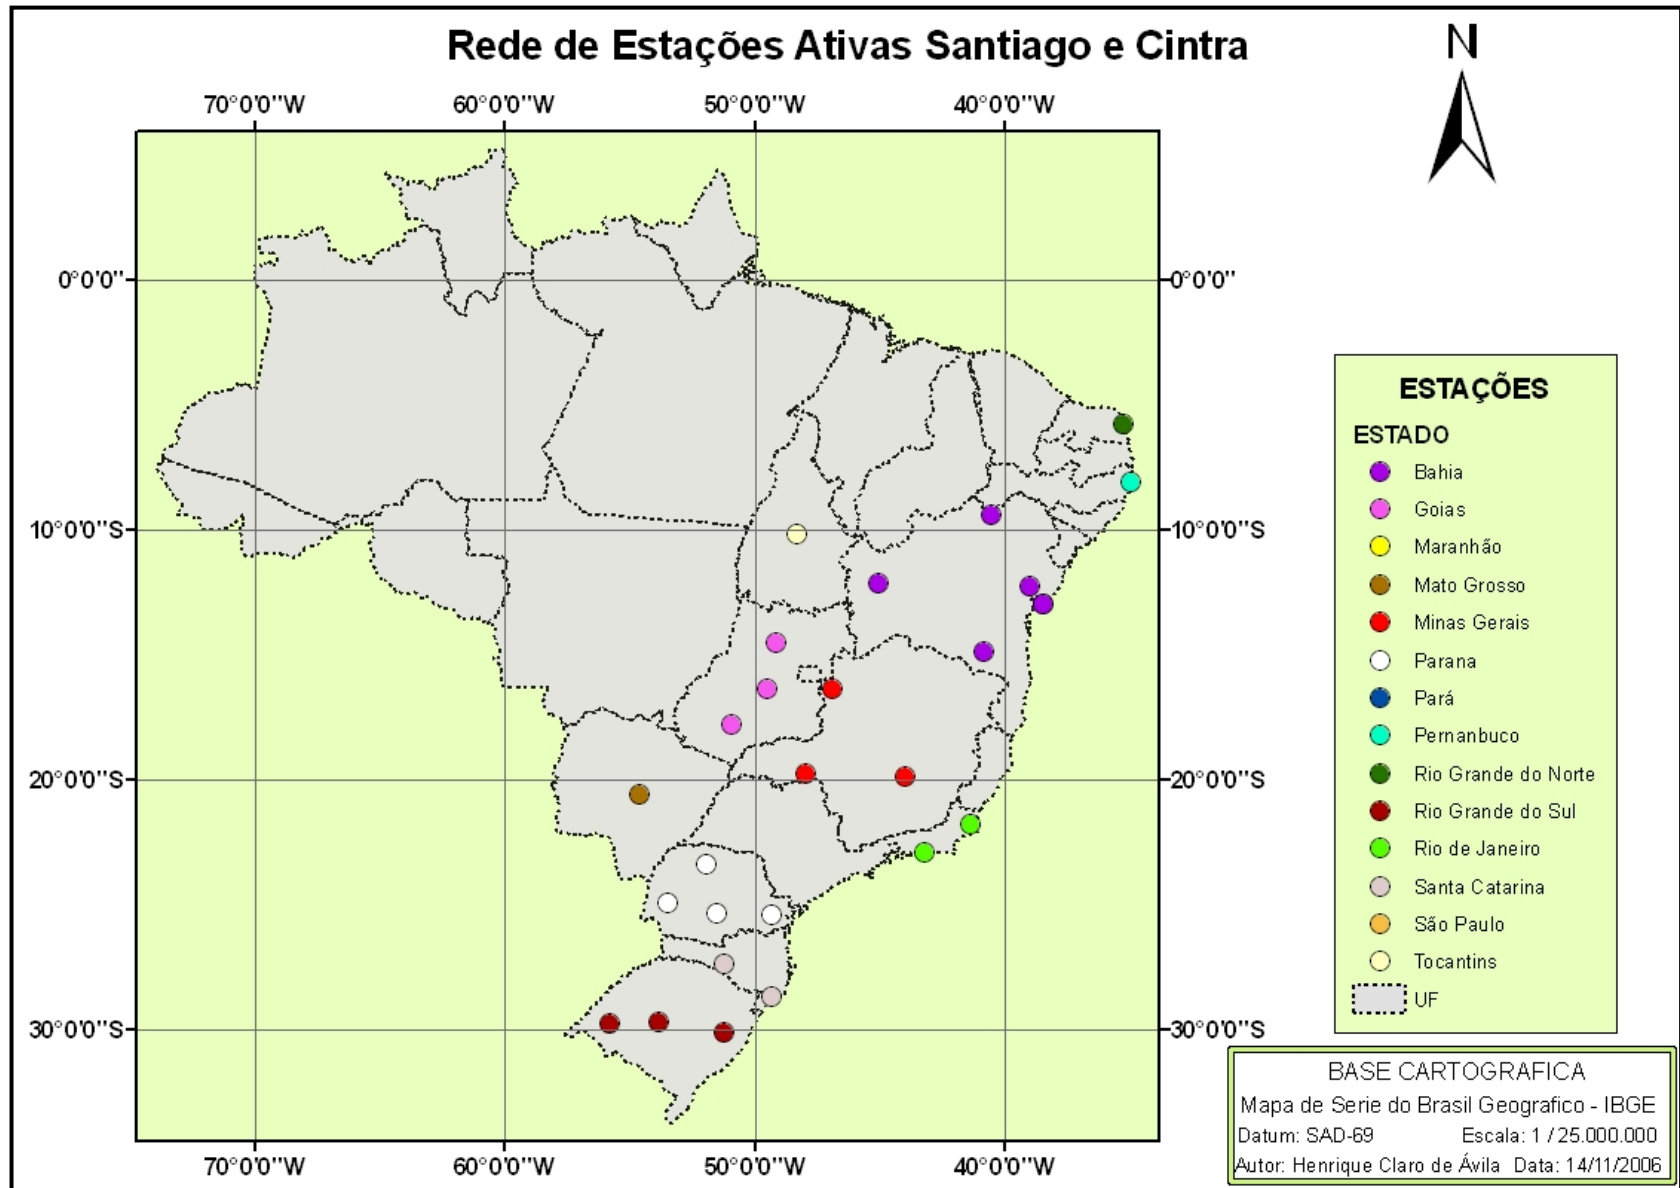 Rede de Estações Ativas Santiago e Cintra
N
70°0'0"W 60°0'0"W 50°0'0"W 40°0'0"W
0°0'0" 0°0'0"
10°0'0"S 10°0'0"S
20°0'0"S 20°0'0"S
30°0'0"S 30°0'0"S
70°0'0"W 60°0'0"W 50°0'0"W 40°0'0"W
ESTAÇÕES
ESTADO
Bahia
Goias
Maranhão
Mato Grosso
Minas Gerais
Parana
Pará
Pernanbuco
Rio Grande do Norte
Rio Grande do Sul
Rio de Janeiro
Santa Catarina
São Paulo
Tocantins
UF
BASE CARTOGRAFICA
Mapa de Serie do Brasil Geografico - IBGE
Datum: SAD-69 Escala: 1 / 25.000.000
Autor: Henrique Claro de Ávila Data: 14/11/2006